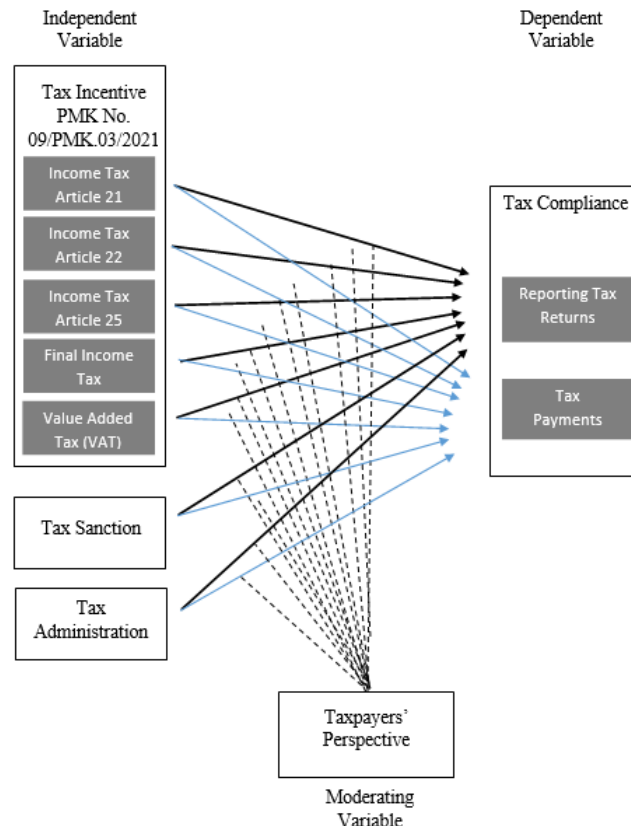 Independent
Variable
Dependent
Variable
Tax Incentive
PMK No.
09/PMK.03/2021
Income Tax
Article 21
Income Tax
Article 22
Income Tax
Article 25
Final Income
Tax
Value Added
Tax (VAT)
Tax Sanction
Tax
Administration
Tax Compliance
Reporting Tax
Returns
Tax
Payments
Taxpayers’
Perspective
Moderating
Variable